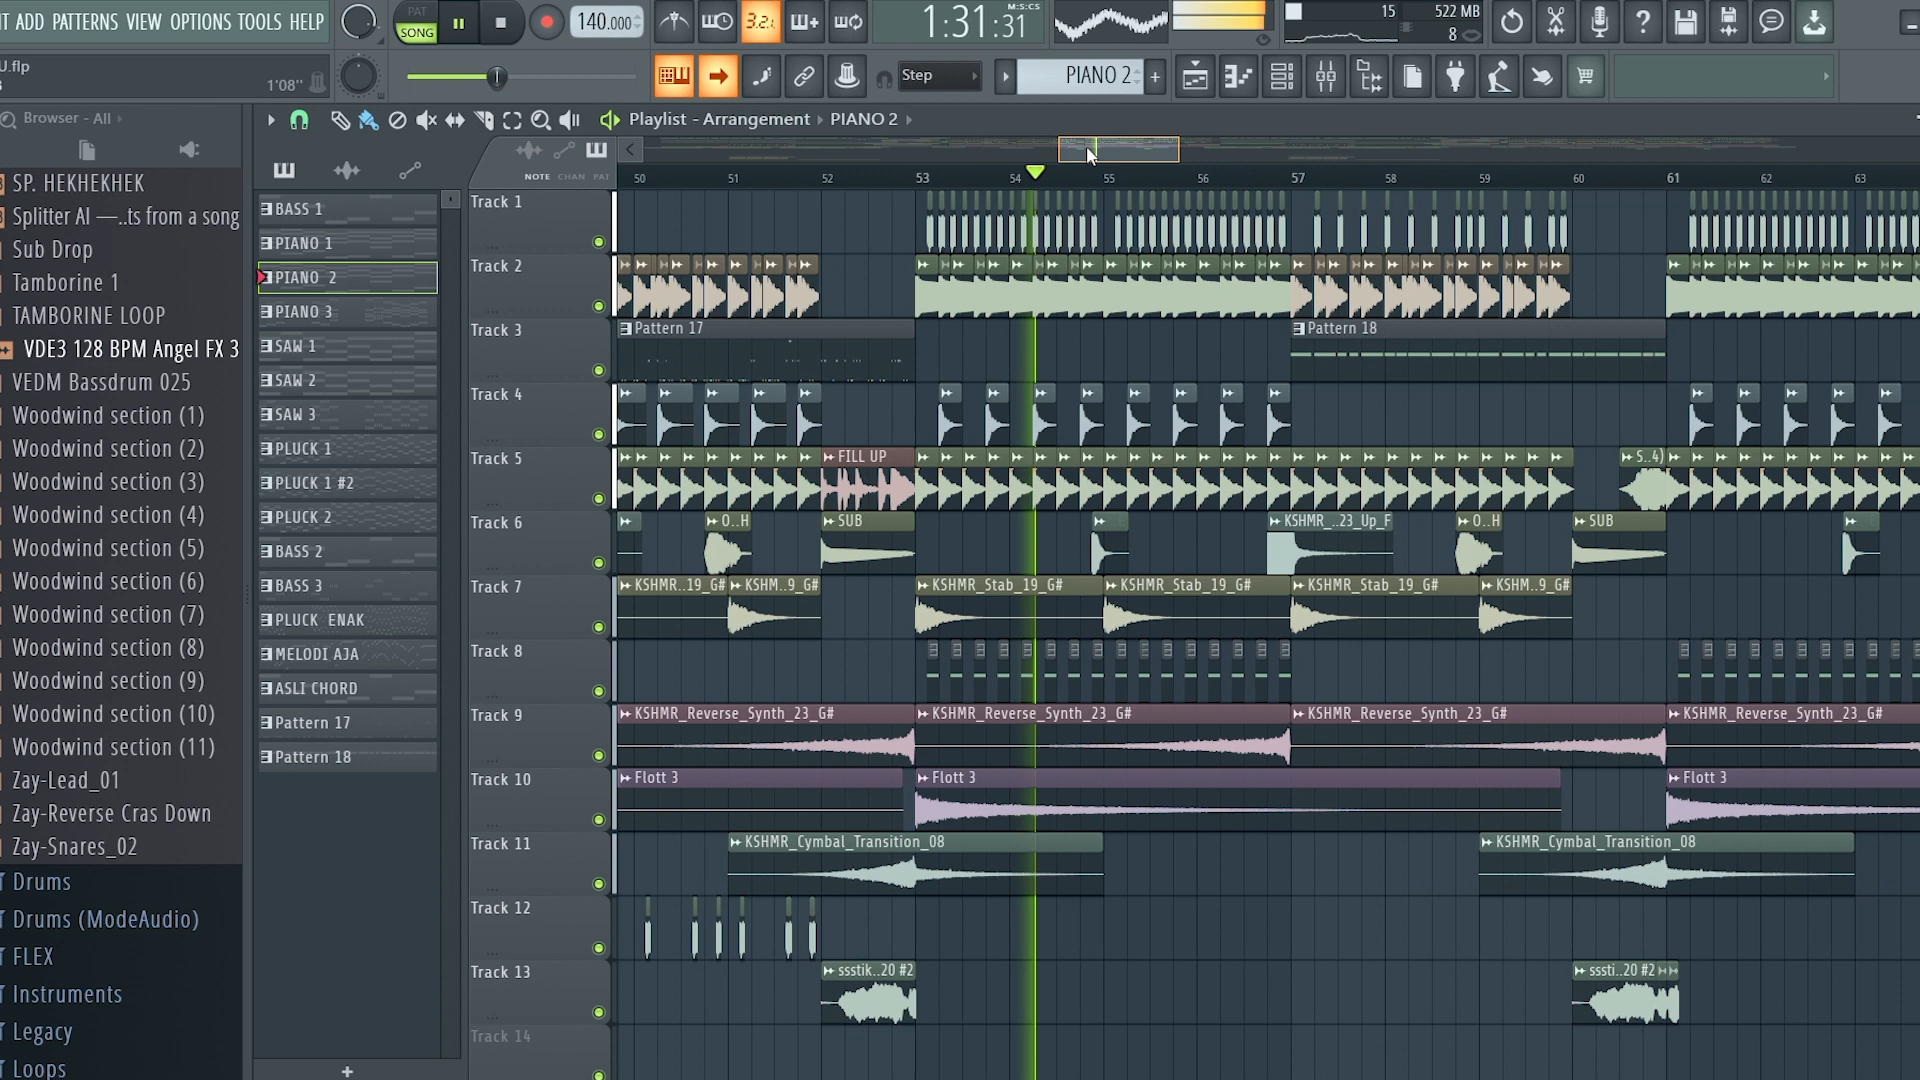 ADD PATTERNS VIEW OPTIONS TOOLS HELP
PAT
SONG
140.000
3.2.
1:31:31
M:S:CS
15
522 MB
8
U.flp
1'08"
Step
PIANO 2
Browser - All
Playlist - Arrangement
PIANO 2
NOTE CHAN PAT
50 51 52 53 54 55 56 57 58 59 60 61 62 63
SP. HEKHEKHEK
Splitter AI —..ts from a song
Sub Drop
Tamborine 1
TAMBORINE LOOP
VDE3 128 BPM Angel FX 3
VEDM Bassdrum 025
Woodwind section (1)
Woodwind section (2)
Woodwind section (3)
Woodwind section (4)
Woodwind section (5)
Woodwind section (6)
Woodwind section (7)
Woodwind section (8)
Woodwind section (9)
Woodwind section (10)
Woodwind section (11)
Zay-Lead_01
Zay-Reverse Cras Down
Zay-Snares_02
Drums
Drums (ModeAudio)
FLEX
Instruments
Legacy
Loops
BASS 1
PIANO 1
PIANO 2
PIANO 3
SAW 1
SAW 2
SAW 3
PLUCK 1
PLUCK 1 #2
PLUCK 2
BASS 2
BASS 3
PLUCK ENAK
MELODI AJA
ASLI CHORD
Pattern 17
Pattern 18
Track 1
Track 2
Track 3
Pattern 17
Pattern 18
Track 4
Track 5
FILL UP
S..4)
Track 6
O..H
SUB
KSHMR_..23_Up_F
O..H
SUB
Track 7
KSHMR..19_G#
KSHM..9_G#
KSHMR_Stab_19_G#
KSHMR_Stab_19_G#
KSHMR_Stab_19_G#
KSHM..9_G#
Track 8
Track 9
KSHMR_Reverse_Synth_23_G#
KSHMR_Reverse_Synth_23_G#
KSHMR_Reverse_Synth_23_G#
KSHMR_Reverse_Synth_23_G#
Track 10
Flott 3
Flott 3
Flott 3
Track 11
KSHMR_Cymbal_Transition_08
KSHMR_Cymbal_Transition_08
Track 12
Track 13
ssstik..20 #2
sssti..20 #2
Track 14